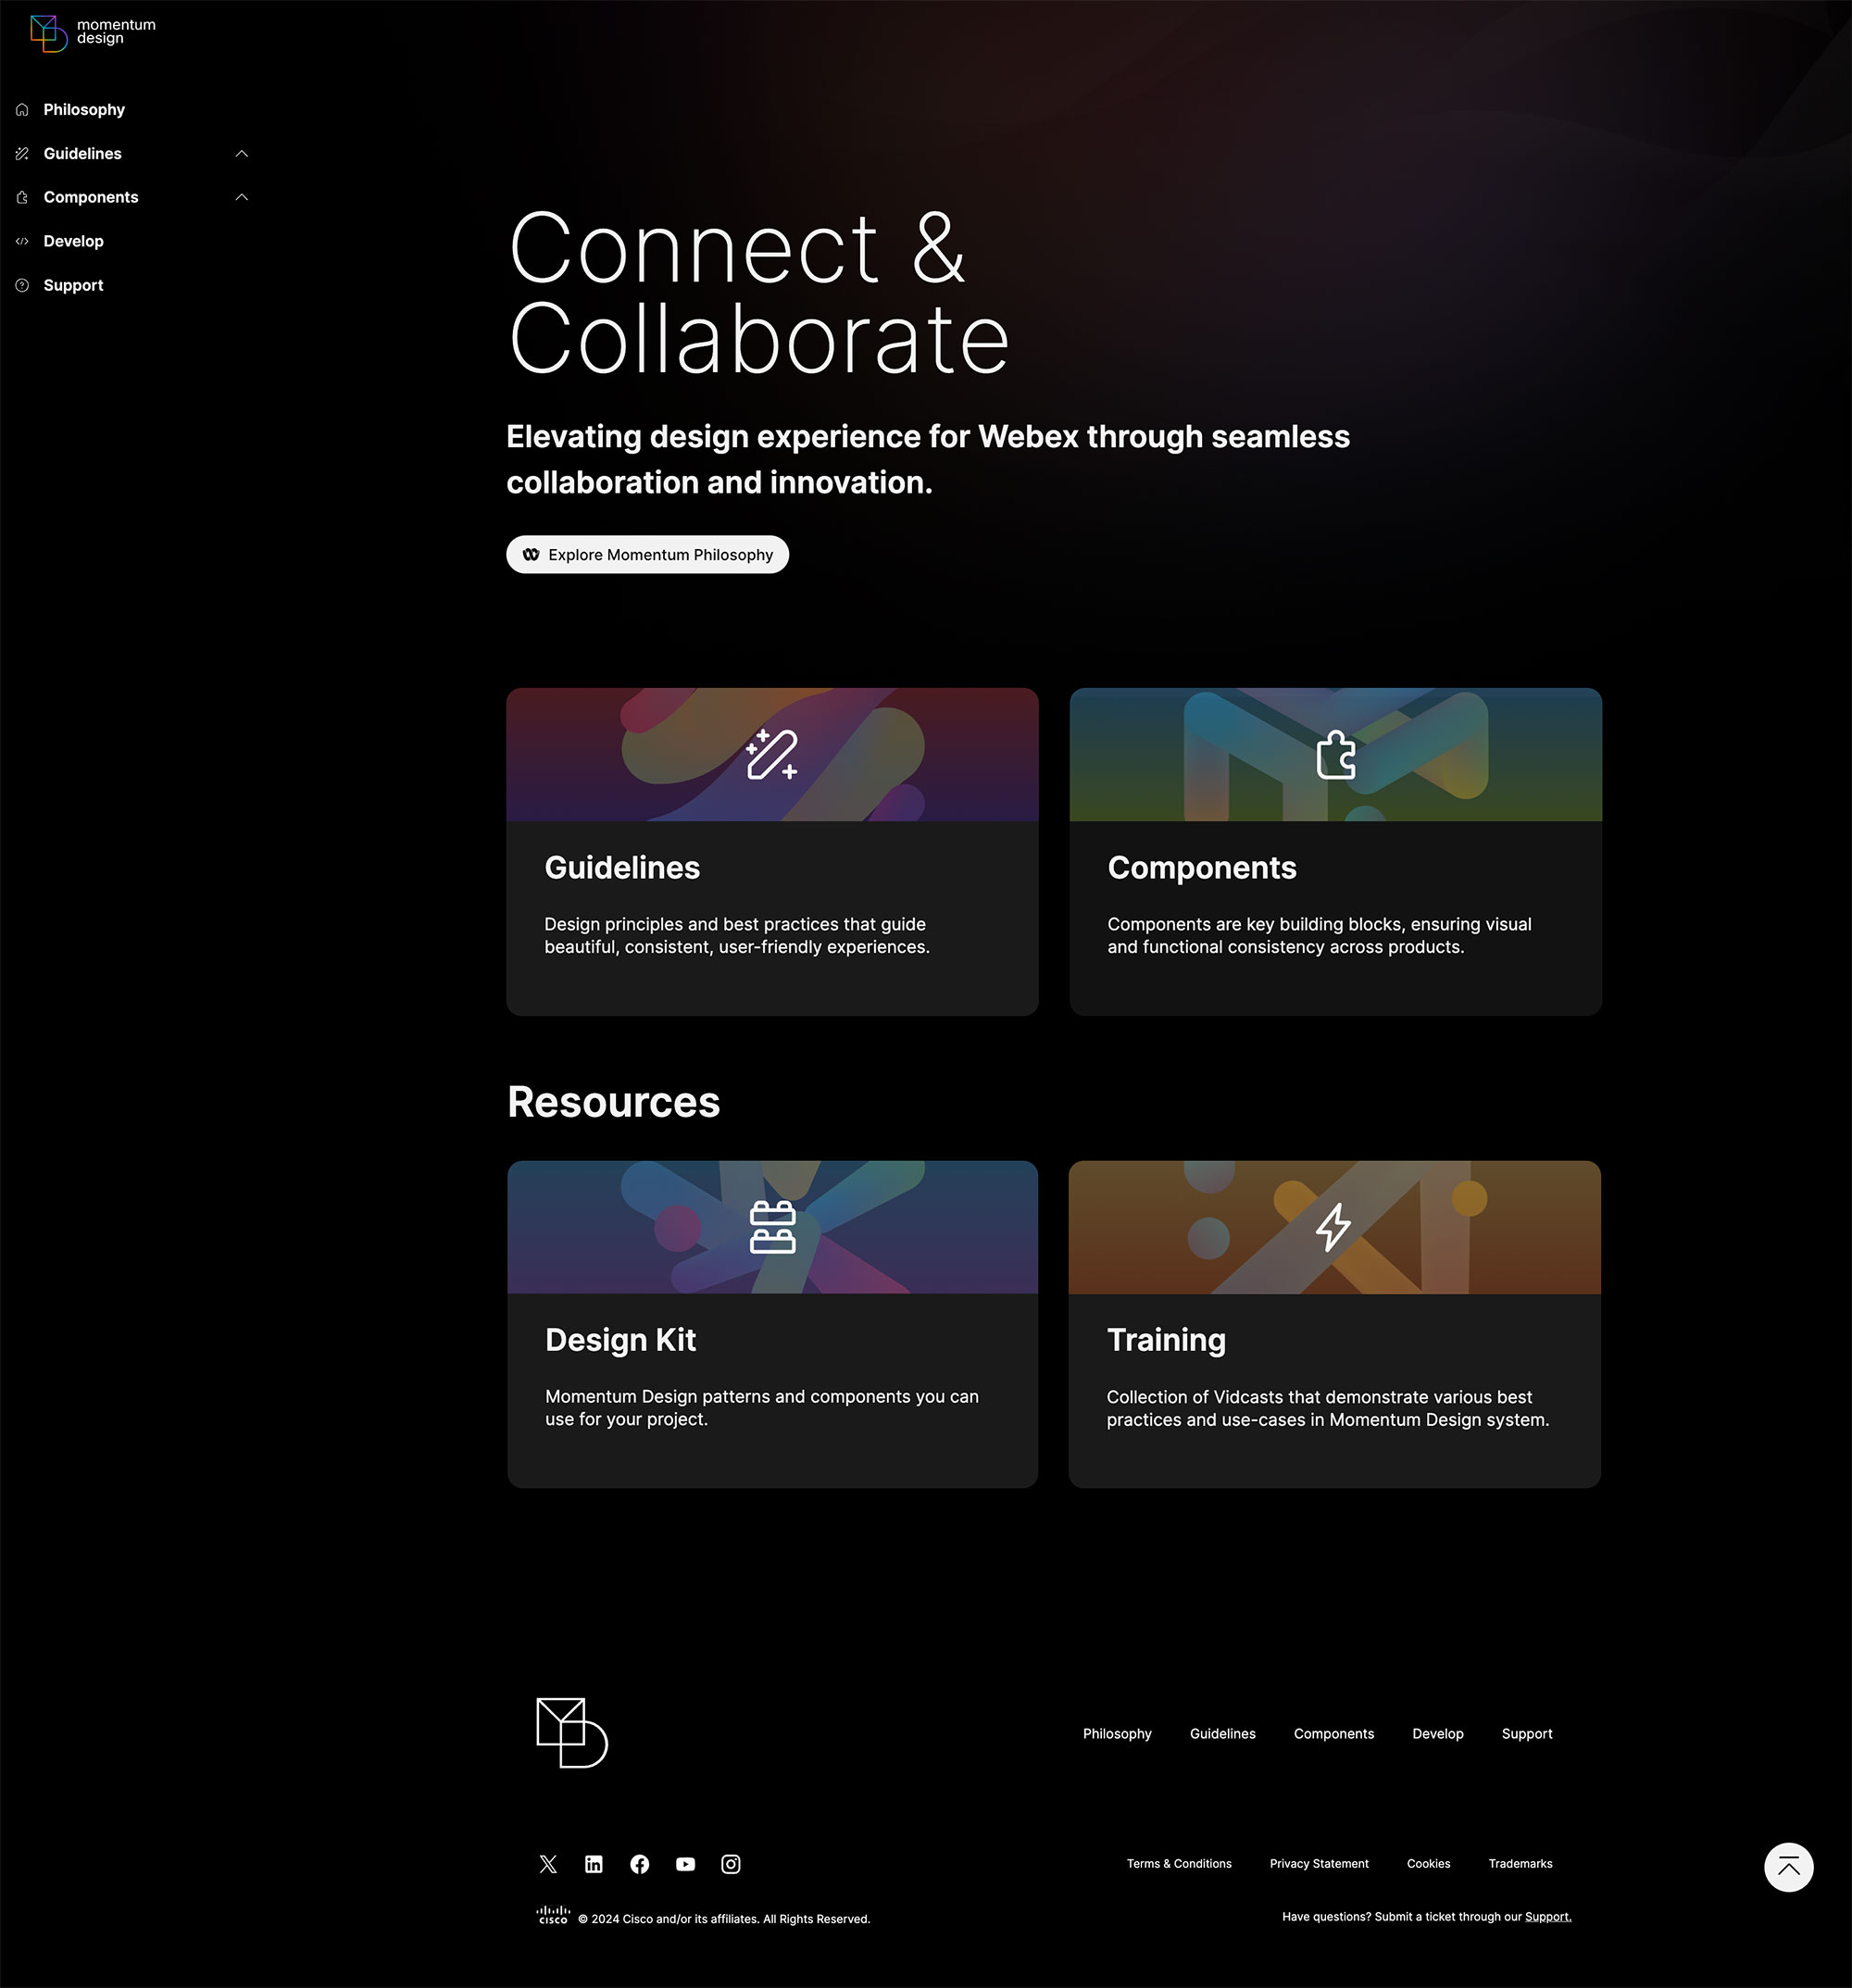 momentum
design
Philosophy
Guidelines
Components
Develop
Support
Connect &
Collaborate
Elevating design experience for Webex through seamless
collaboration and innovation.
Explore Momentum Philosophy
Guidelines
Design principles and best practices that guide
beautiful, consistent, user-friendly experiences.
Components
Components are key building blocks, ensuring visual
and functional consistency across products.
Resources
Design Kit
Momentum Design patterns and components you can
use for your project.
Training
Collection of Vidcasts that demonstrate various best
practices and use-cases in Momentum Design system.
Philosophy Guidelines Components Develop Support
Terms & Conditions Privacy Statement Cookies Trademarks
cisco © 2024 Cisco and/or its affiliates. All Rights Reserved.
Have questions? Submit a ticket through our Support.